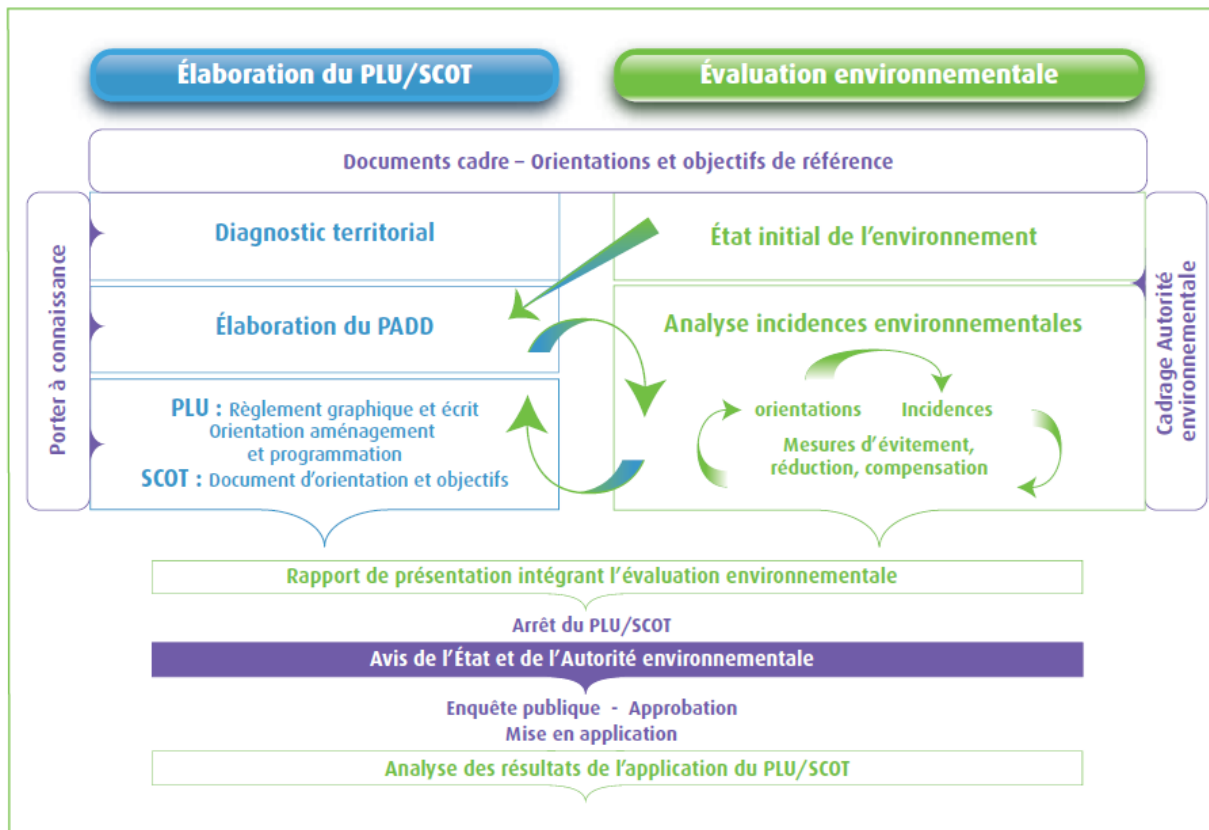 Élaboration du PLU/SCOT
Évaluation environnementale
Documents cadre – Orientations et objectifs de référence
Porter à connaissance
Diagnostic territorial
État initial de l'environnement
Cadrage Autorité
environnementale
Élaboration du PADD
Analyse incidences environnementales
PLU : Règlement graphique et écrit
Orientation aménagement
et programmation
SCOT : Document d'orientation et objectifs
orientations
Incidences
Mesures d'évitement,
réduction, compensation
Rapport de présentation intégrant l'évaluation environnementale
Arrêt du PLU/SCOT
Avis de l'État et de l'Autorité environnementale
Enquête publique - Approbation
Mise en application
Analyse des résultats de l'application du PLU/SCOT